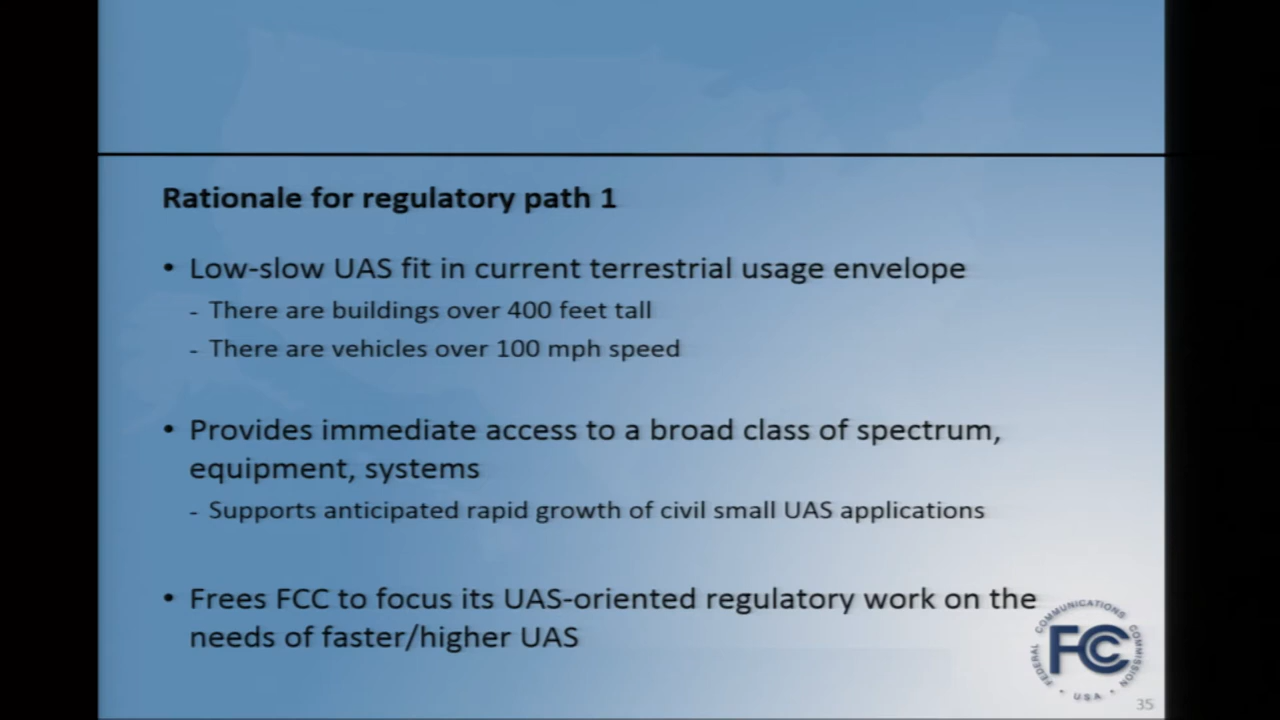 Rationale for regulatory path 1
• Low-slow UAS fit in current terrestrial usage envelope
- There are buildings over 400 feet tall
- There are vehicles over 100 mph speed
• Provides immediate access to a broad class of spectrum,
equipment, systems
- Supports anticipated rapid growth of civil small UAS applications
• Frees FCC to focus its UAS-oriented regulatory work on the
needs of faster/higher UAS
FEDERAL COMMUNICATIONS COMMISSION
FCC
• USA •
35